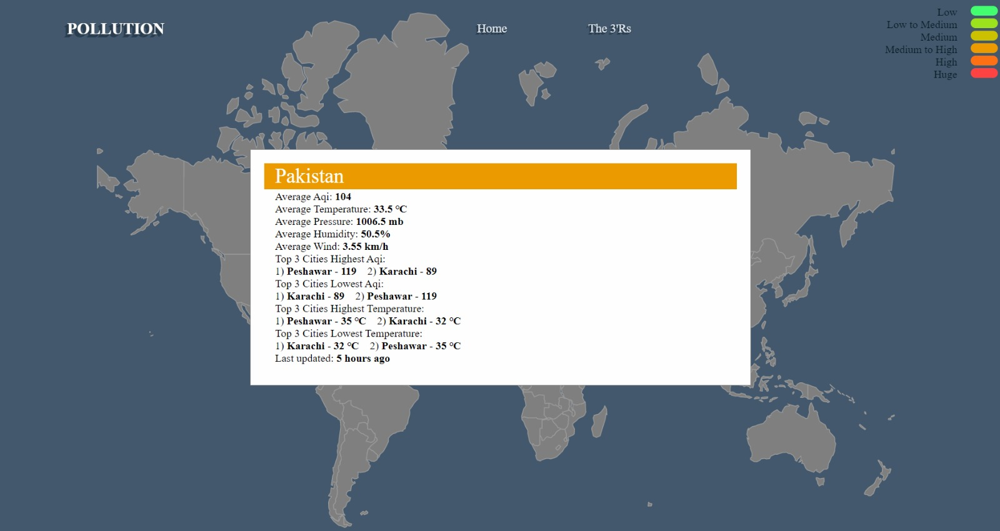 POLLUTION
Home
The 3'Rs
Low
Low to Medium
Medium
Medium to High
High
Huge
Pakistan
Average Aqi: 104
Average Temperature: 33.5 °C
Average Pressure: 1006.5 mb
Average Humidity: 50.5%
Average Wind: 3.55 km/h
Top 3 Cities Highest Aqi:
1) Peshawar - 119 2) Karachi - 89
Top 3 Cities Lowest Aqi:
1) Karachi - 89 2) Peshawar - 119
Top 3 Cities Highest Temperature:
1) Peshawar - 35 °C 2) Karachi - 32 °C
Top 3 Cities Lowest Temperature:
1) Karachi - 32 °C 2) Peshawar - 35 °C
Last updated: 5 hours ago